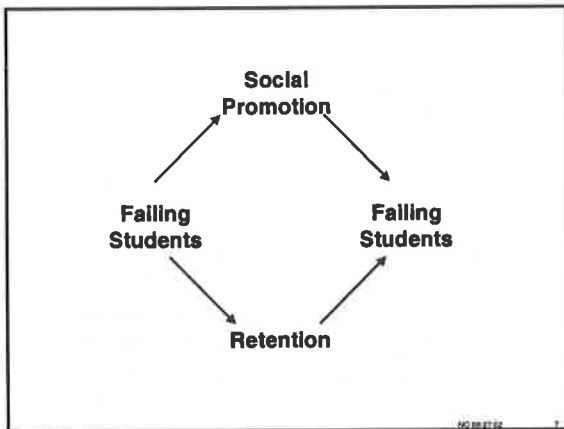 Social
Promotion
Failing
Students
Failing
Students
Retention
7